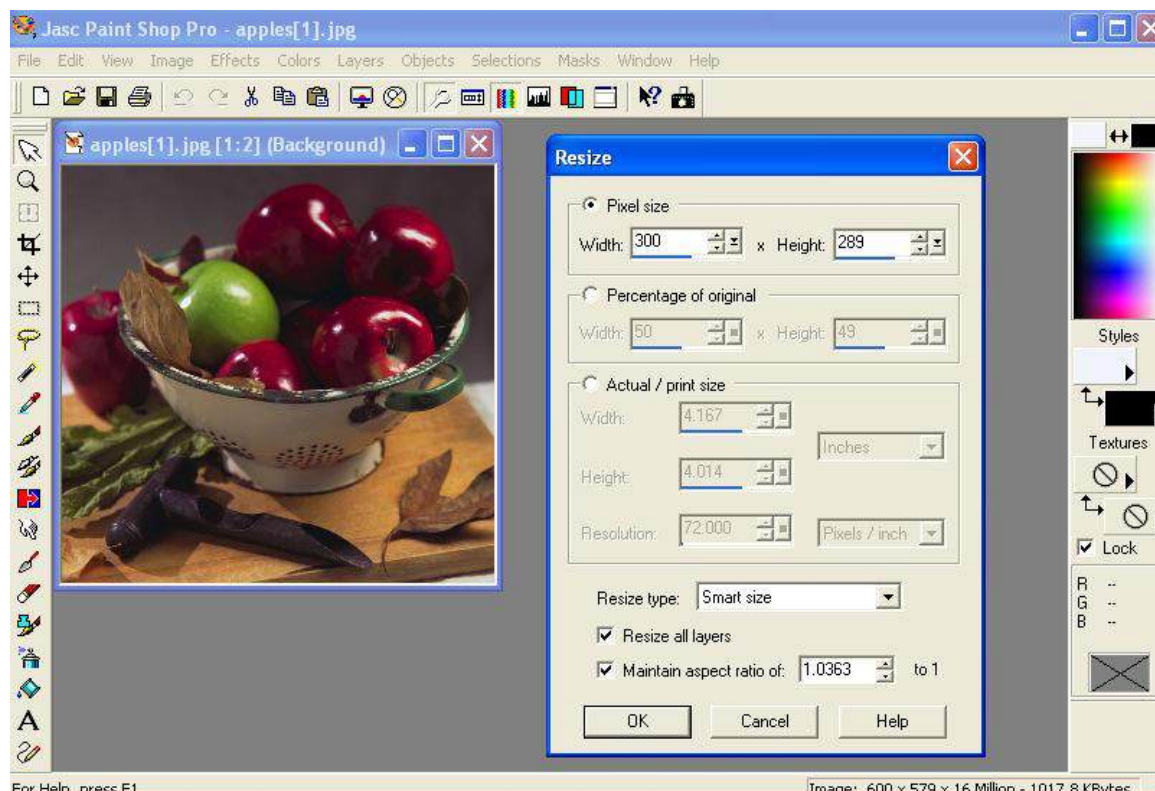 Jasc Paint Shop Pro - apples[1].jpg
File Edit View Image Effects Colors Layers Objects Selections Masks Window Help
apples[1].jpg [1:2] (Background)
Resize
Pixel size
Width: 300 x Height: 289
Percentage of original
Width: 50 x Height: 49
Actual / print size
Width: 4.167
Inches
Height: 4.014
Resolution: 72.000 Pixels / inch
Resize type: Smart size
Resize all layers
Maintain aspect ratio of: 1.0363 to 1
OK Cancel Help
Styles
Textures
Lock
R --
G --
B --
A
For Help, press F1
Image: 600 x 579 x 16 Million - 1017.8 KBytes